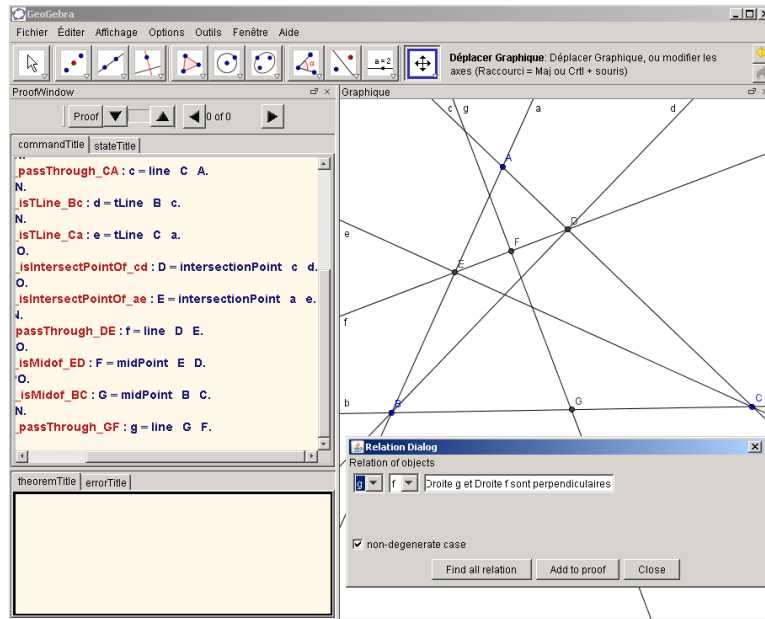 GeoGebra
Fichier Éditer Affichage Options Outils Fenêtre Aide
a = 2
Déplacer Graphique: Déplacer Graphique, ou modifier les
axes (Raccourci = Maj ou Crtl + souris)
ProofWindow
Graphique
Proof
0 of 0
commandTitle stateTitle
N.
_passThrough_CA : c = line C A.
N.
_isTLine_Bc : d = tLine B c.
N.
_isTLine_Ca : e = tLine C a.
O.
_isIntersectPointOf_cd : D = intersectionPoint c d.
O.
_isIntersectPointOf_ae : E = intersectionPoint a e.
N.
passThrough_DE : f = line D E.
O.
_isMidof_ED : F = midPoint E D.
O.
_isMidof_BC : G = midPoint B C.
N.
_passThrough_GF : g = line G F.
theoremTitle errorTitle
c g a d
A
D
e
F
E
f
C
b
B
G
Relation Dialog
Relation of objects
g f Droite g et Droite f sont perpendiculaires
non-degenerate case
Find all relation Add to proof Close